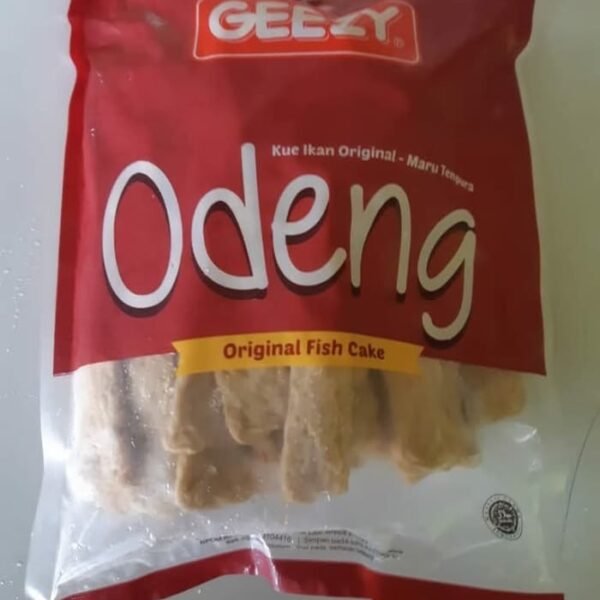 GEEZY
Kue Ikan Original - Maru Tempura
Odeng
Original Fish Cake